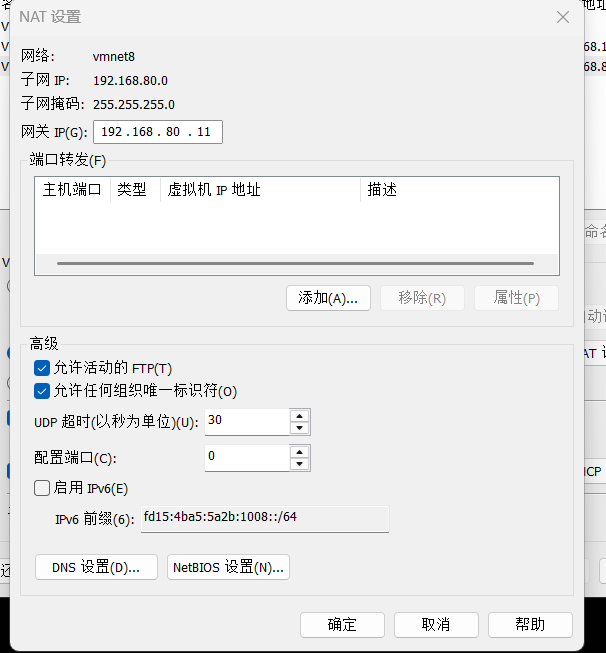 NAT 设置
网络: vmnet8
子网 IP: 192.168.80.0
子网掩码: 255.255.255.0
网关 IP(G): 192 . 168 . 80 . 11
端口转发(F)
主机端口 类型 虚拟机 IP 地址 描述
添加(A)... 移除(R) 属性(P)
高级
允许活动的 FTP(T)
允许任何组织唯一标识符(O)
UDP 超时(以秒为单位)(U): 30
配置端口(C): 0
启用 IPv6(E)
IPv6 前缀(6): fd15:4ba5:5a2b:1008::/64
DNS 设置(D)... NetBIOS 设置(N)...
确定 取消 帮助